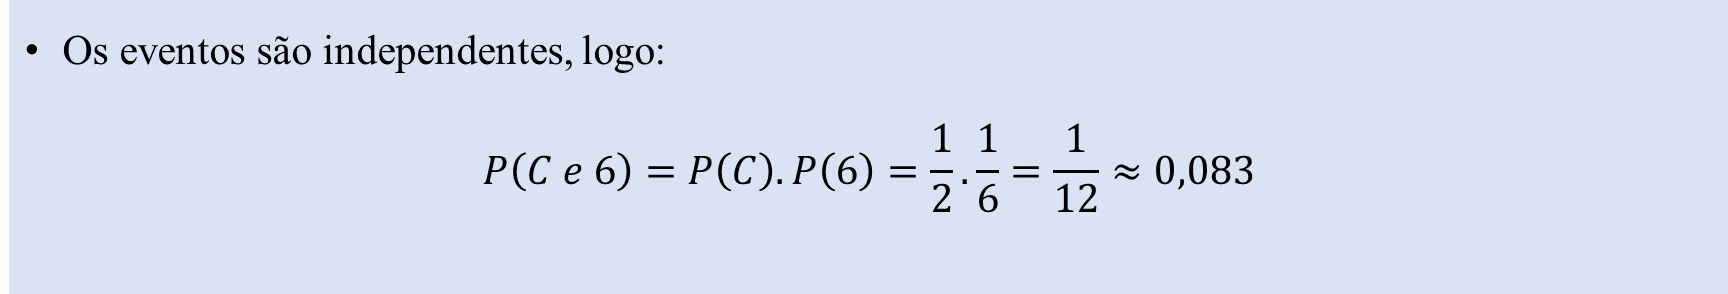 • Os eventos são independentes, logo:
P(C e 6) = P(C). P(6) = 1/2 . 1/6 = 1/12 ≈ 0,083